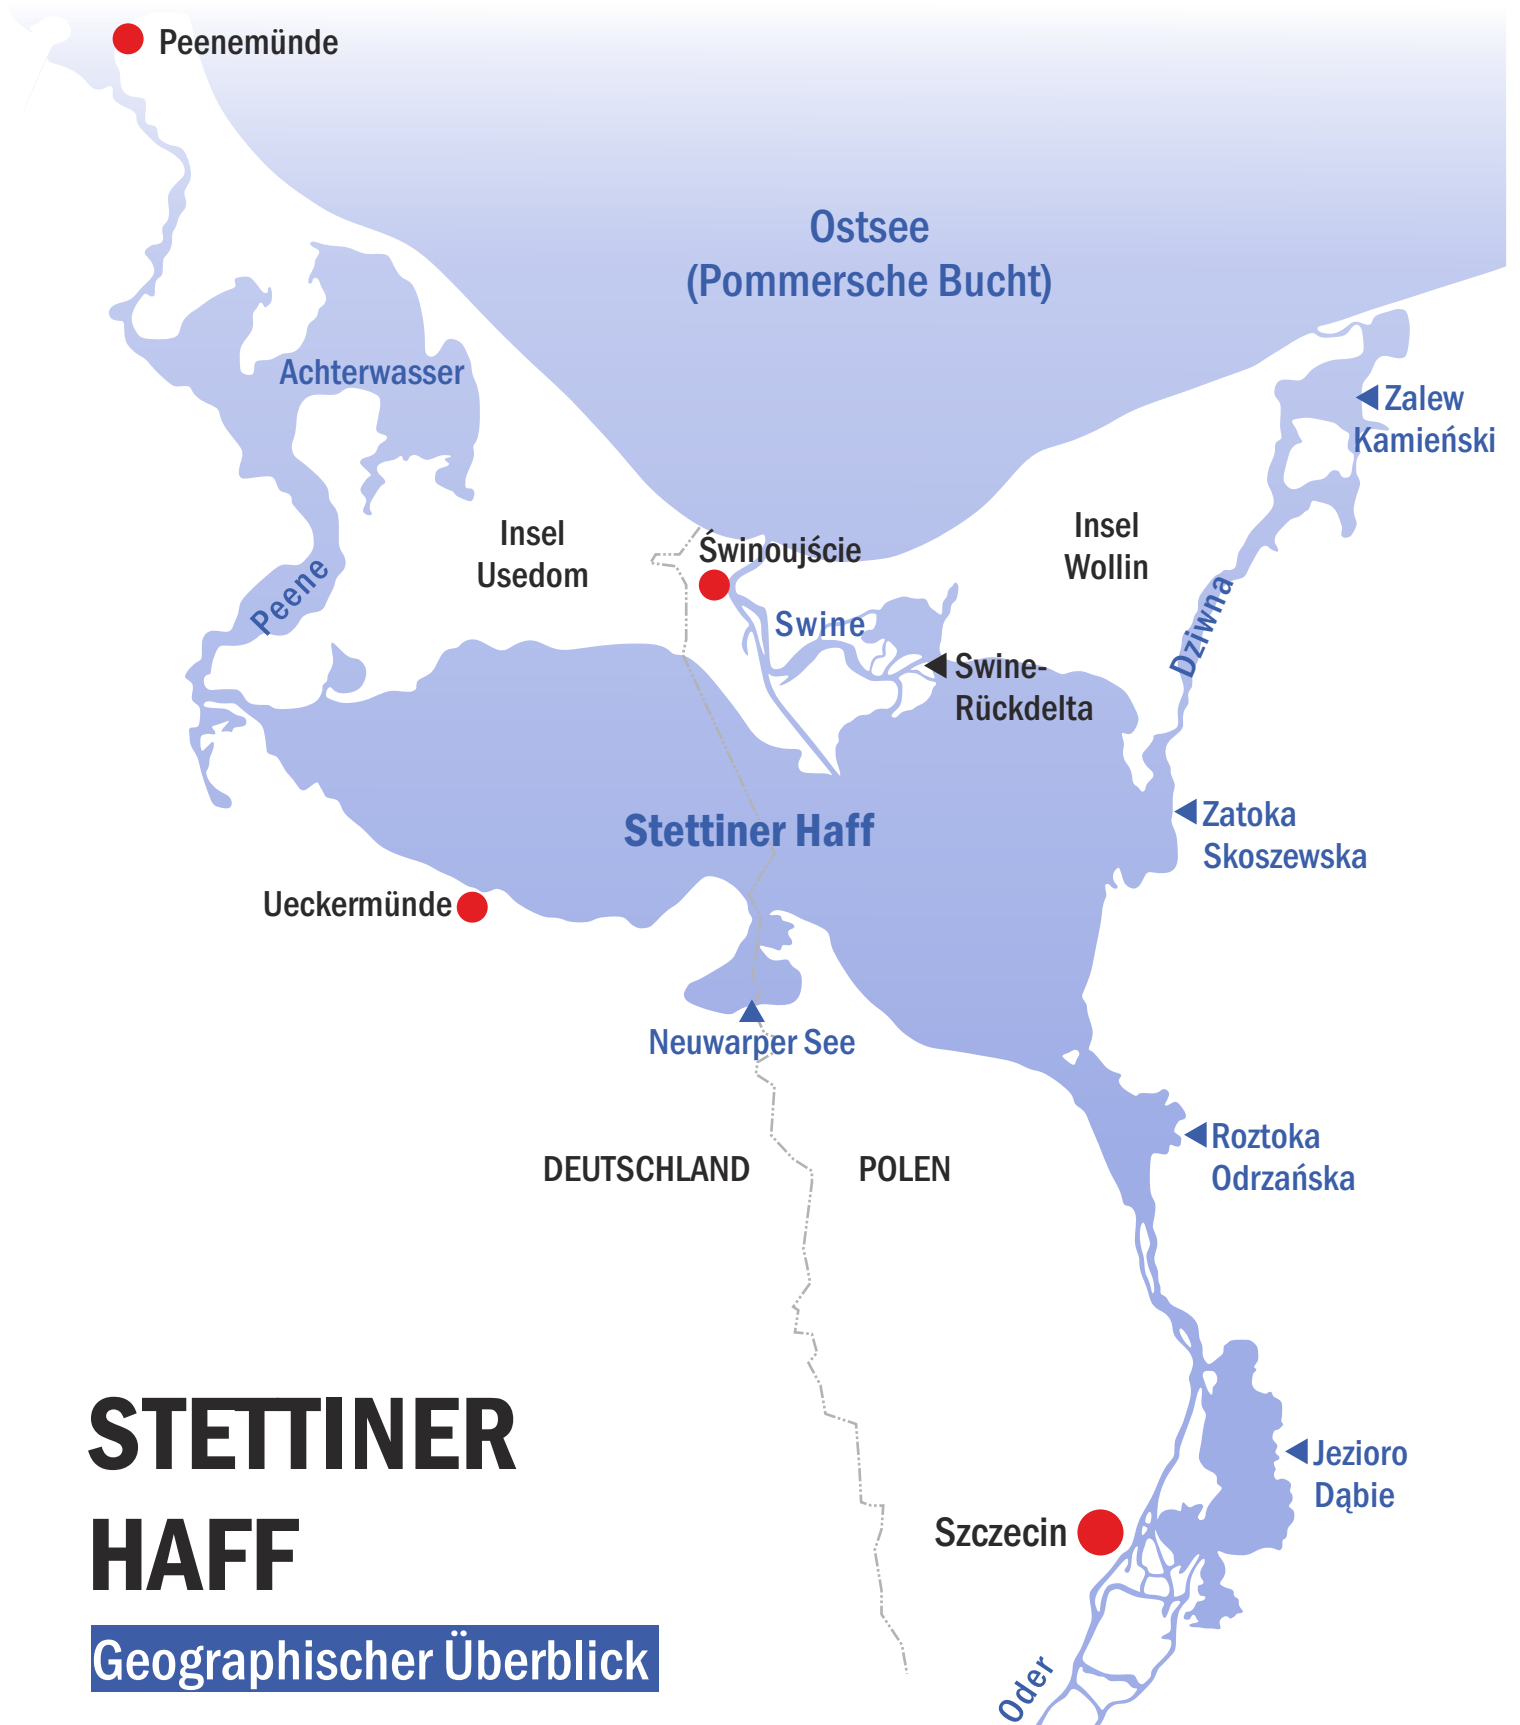 Peenemünde
Ostsee
(Pommersche Bucht)
Achterwasser
Zalew
Kamieński
Insel
Usedom
Świnoujście
Insel
Wollin
Peene
Swine
Dziwna
Swine-
Rückdelta
Stettiner Haff
Zatoka
Skoszewska
Ueckermünde
Neuwarper See
DEUTSCHLAND
POLEN
Roztoka
Odrzańska
STETTINER
HAFF
Geographischer Überblick
Jezioro
Dąbie
Szczecin
Oder